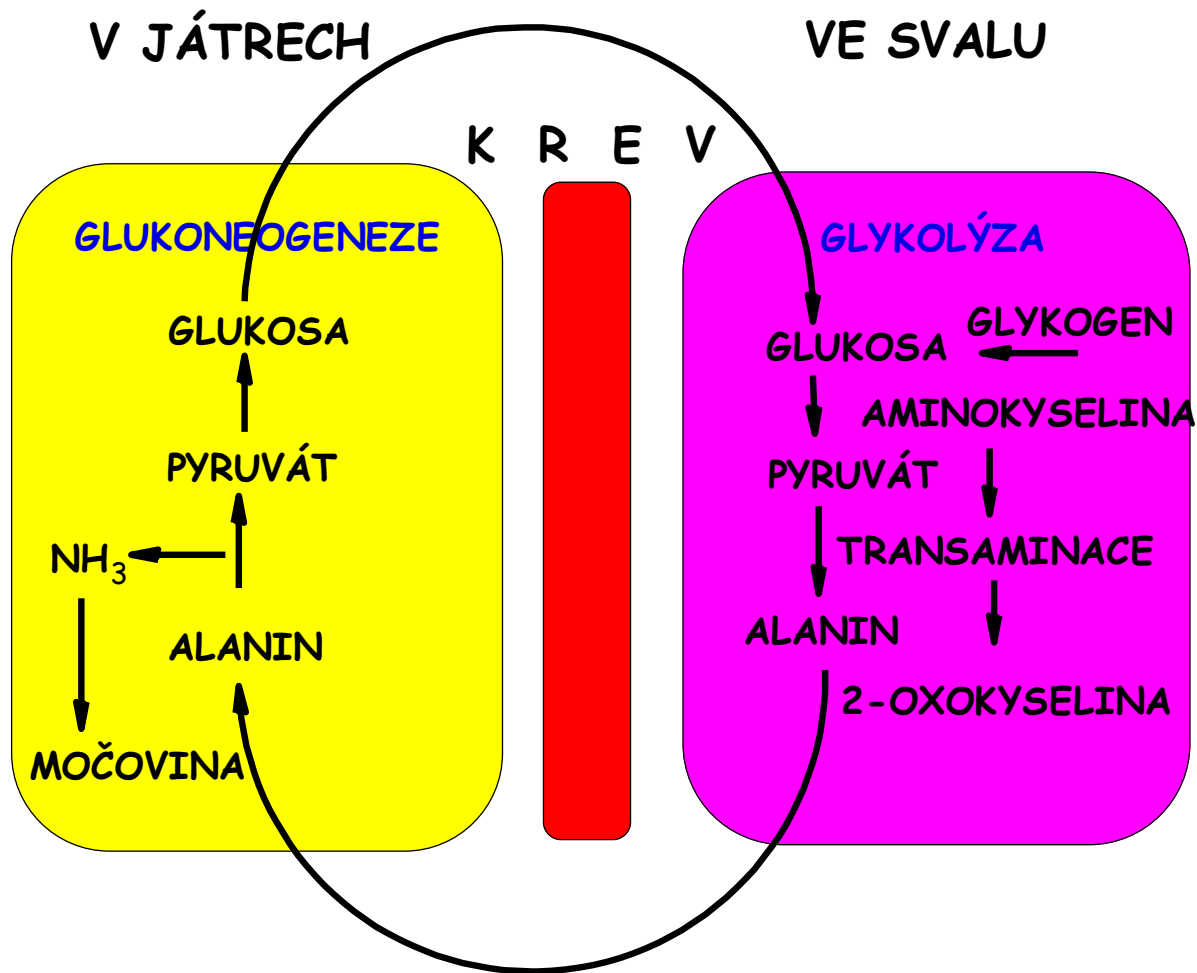 V JÁTRECH
VE SVALU
K R E V
GLUKONEOGENEZE
GLUKOSA
PYRUVÁT
NH₃
ALANIN
MOČOVINA
GLYKOLÝZA
GLYKOGEN
GLUKOSA
AMINOKYSELINA
PYRUVÁT
TRANSAMINACE
ALANIN
2-OXOKYSELINA